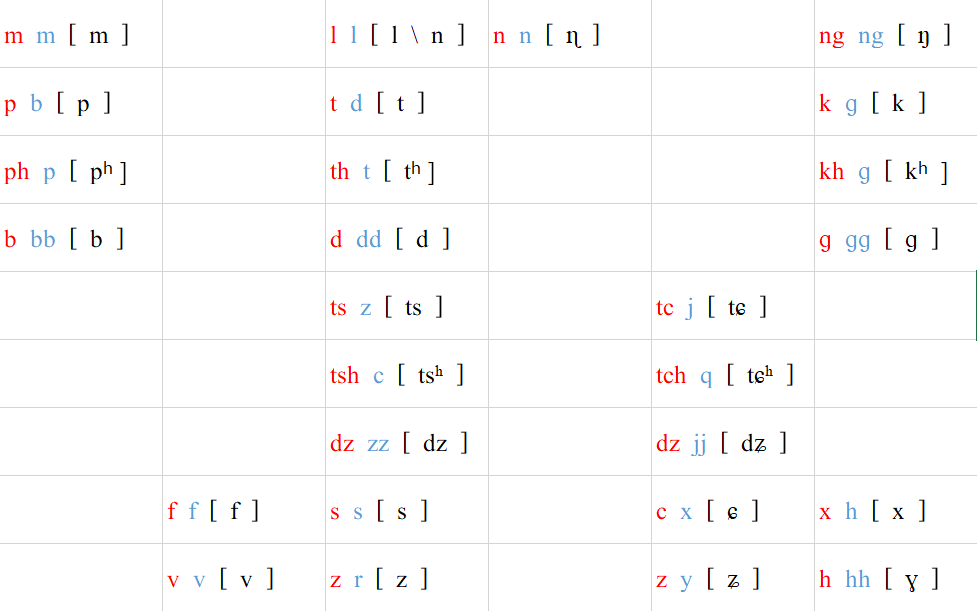 m m [ m ] l l [ l \ n ] n n [ ɳ ] ng ng [ ŋ ]
p b [ p ] t d [ t ] k ɡ [ k ]
ph p [ pʰ ] th t [ tʰ ] kh ɡ [ kʰ ]
b bb [ b ] d dd [ d ] ɡ ɡɡ [ ɡ ]
ts z [ ts ] tc j [ tɕ ]
tsh c [ tsʰ ] tch q [ tɕʰ ]
dz zz [ dz ] dz jj [ dʑ ]
f f [ f ] s s [ s ] c x [ ɕ ] x h [ x ]
v v [ v ] z r [ z ] z y [ ʑ ] h hh [ ɣ ]